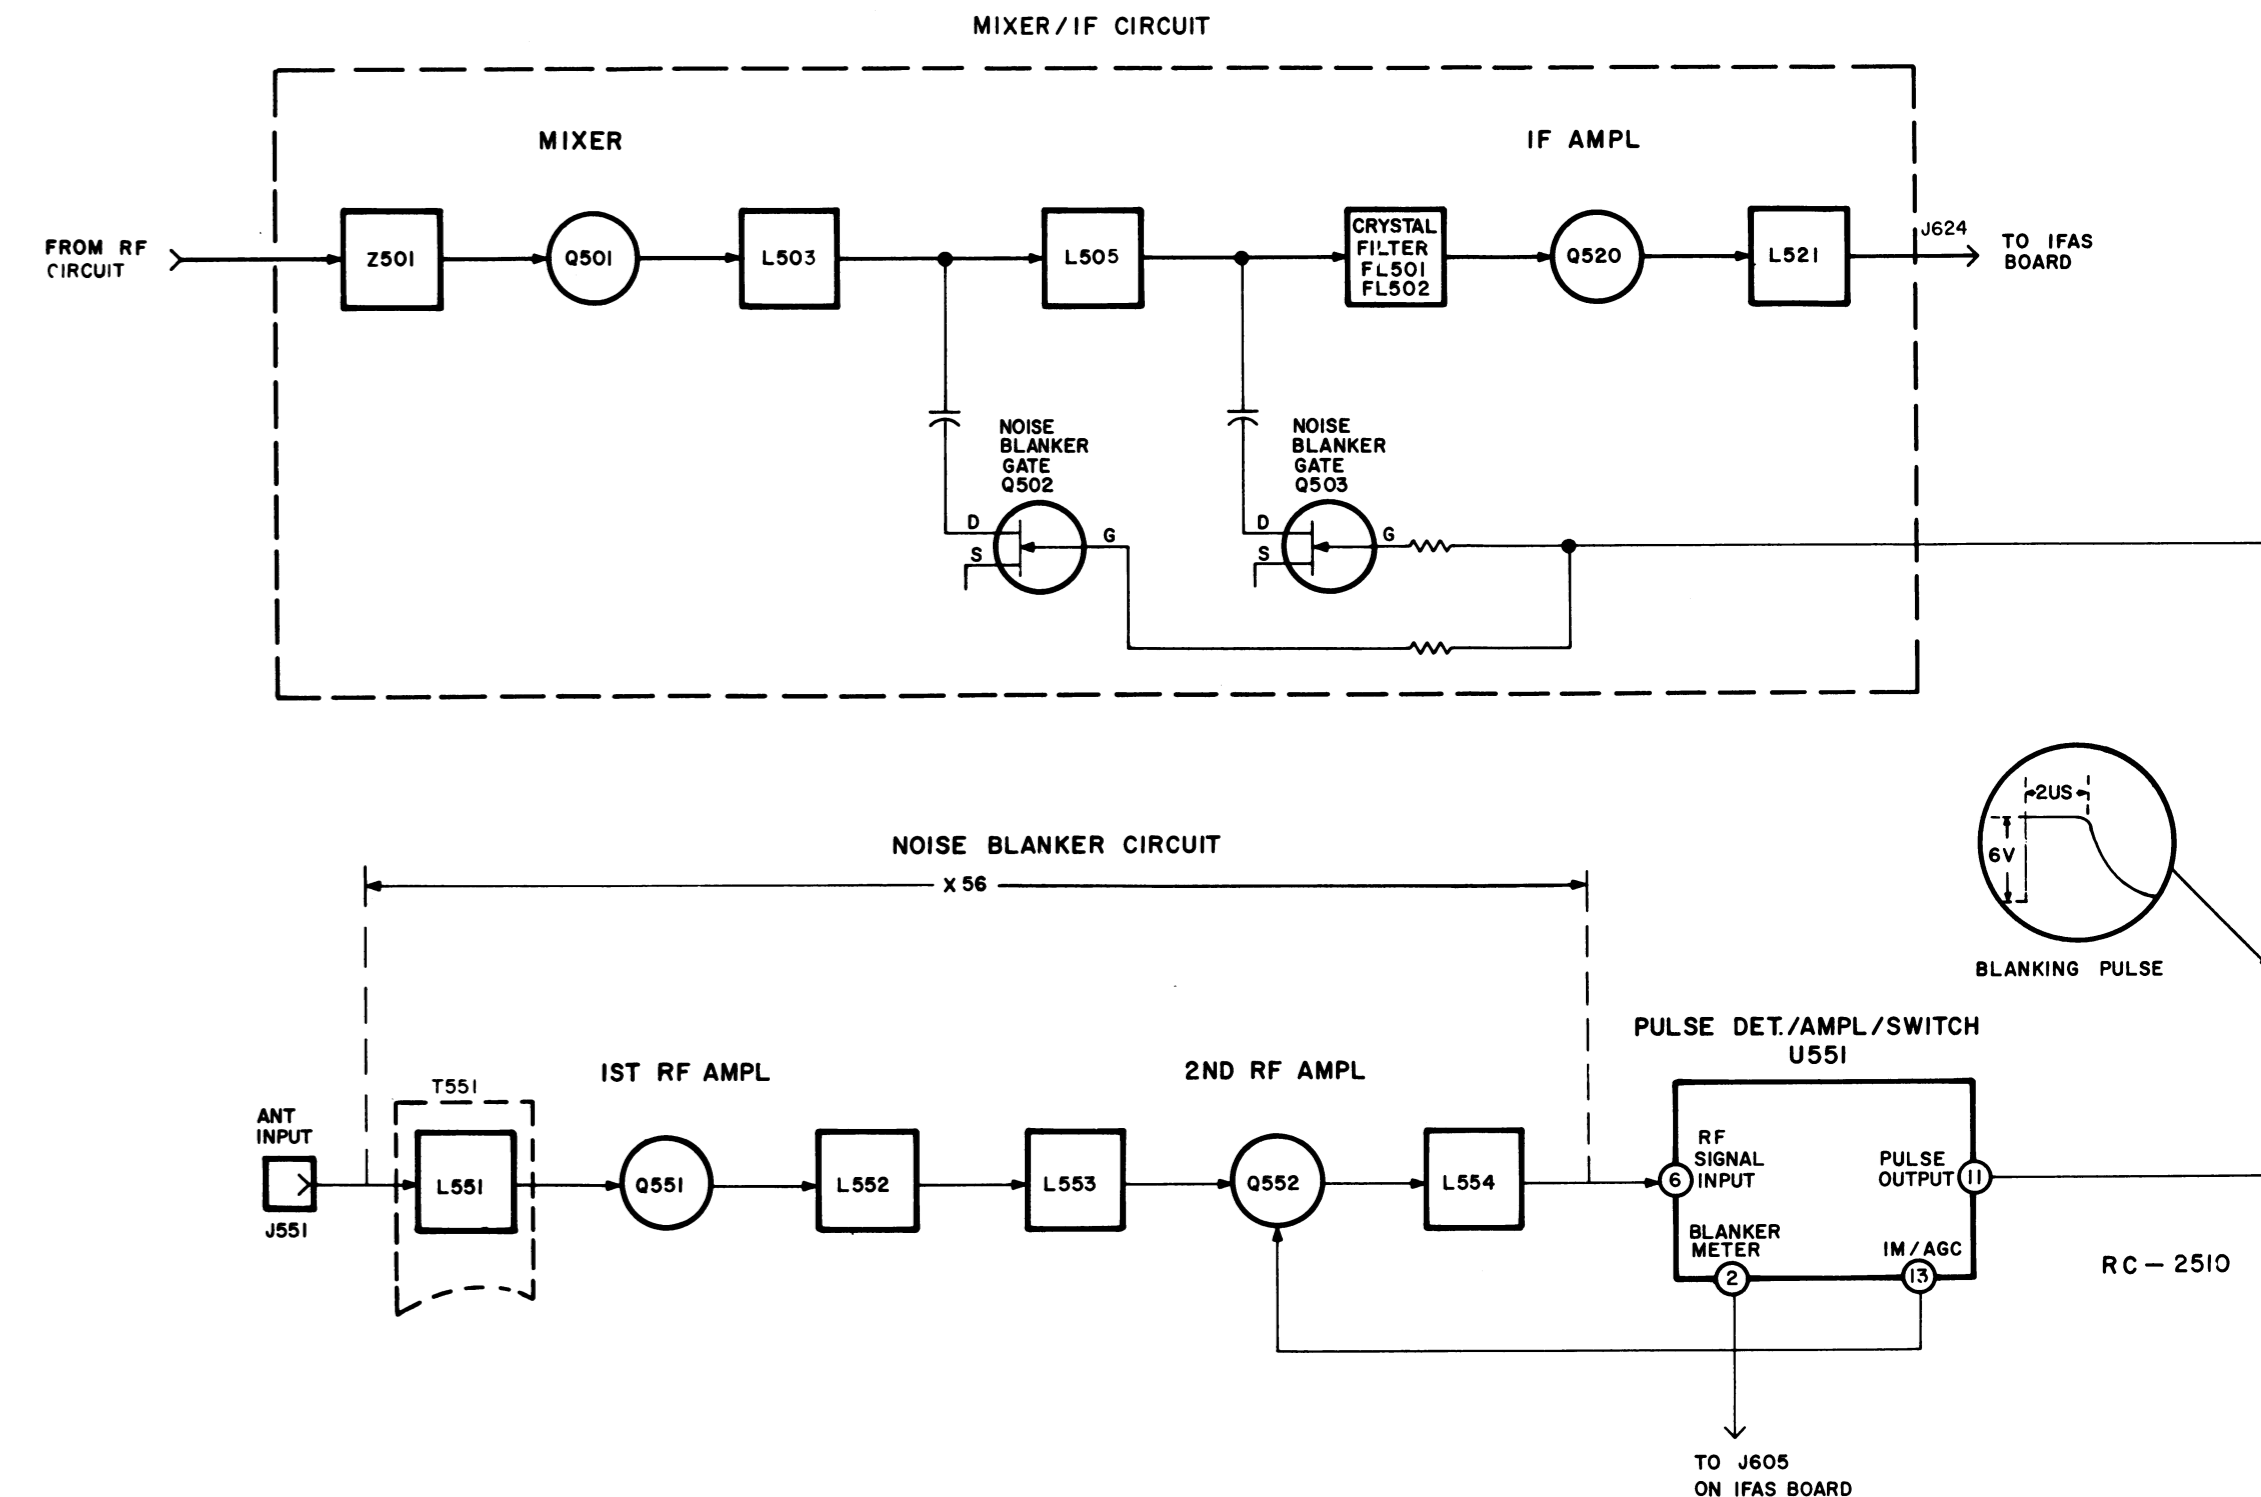 MIXER/IF CIRCUIT
MIXER
IF AMPL
FROM RF
CIRCUIT
Z501
Q501
L503
L505
CRYSTAL
FILTER
FL501
FL502
Q520
L521
J624
TO IFAS
BOARD
NOISE
BLANKER
GATE
Q502
NOISE
BLANKER
GATE
Q503
D
S
G
D
S
G
NOISE BLANKER CIRCUIT
X 56
2US
6V
BLANKING PULSE
PULSE DET./AMPL/SWITCH
U551
1ST RF AMPL
2ND RF AMPL
T551
ANT
INPUT
J551
L551
Q551
L552
L553
Q552
L554
6
RF
SIGNAL
INPUT
PULSE
OUTPUT
11
BLANKER
METER
2
IM/AGC
13
RC-2510
TO J605
ON IFAS BOARD